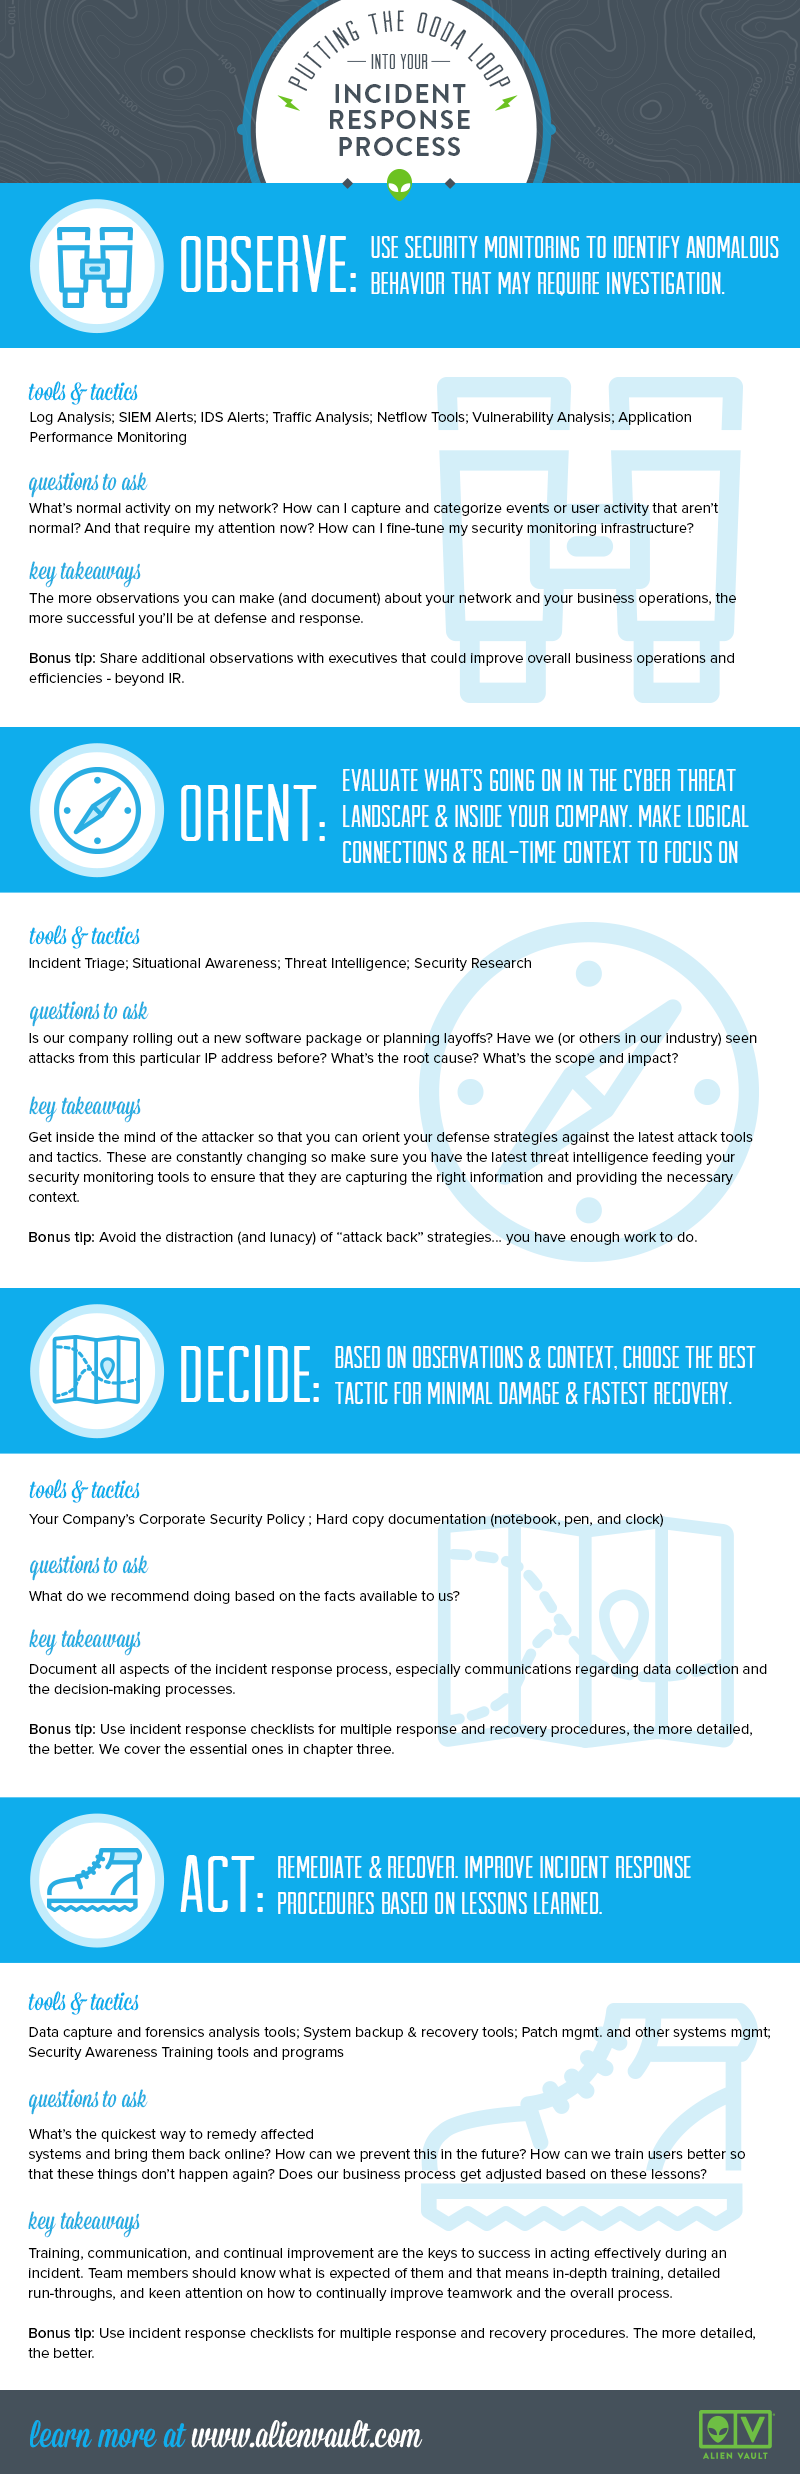 PUTTING THE OODA LOOP
INTO YOUR
INCIDENT
RESPONSE
PROCESS
OBSERVE:
USE SECURITY MONITORING TO IDENTIFY ANOMALOUS
BEHAVIOR THAT MAY REQUIRE INVESTIGATION.
tools & tactics
Log Analysis; SIEM Alerts; IDS Alerts; Traffic Analysis; Netflow Tools; Vulnerability Analysis; Application
Performance Monitoring
questions to ask
What's normal activity on my network? How can I capture and categorize events or user activity that aren't
normal? And that require my attention now? How can I fine-tune my security monitoring infrastructure?
key takeaways
The more observations you can make (and document) about your network and your business operations, the
more successful you'll be at defense and response.
Bonus tip: Share additional observations with executives that could improve overall business operations and
efficiencies - beyond IR.
ORIENT:
EVALUATE WHAT'S GOING ON IN THE CYBER THREAT
LANDSCAPE & INSIDE YOUR COMPANY. MAKE LOGICAL
CONNECTIONS & REAL-TIME CONTEXT TO FOCUS ON
tools & tactics
Incident Triage; Situational Awareness; Threat Intelligence; Security Research
questions to ask
Is our company rolling out a new software package or planning layoffs? Have we (or others in our industry) seen
attacks from this particular IP address before? What's the root cause? What's the scope and impact?
key takeaways
Get inside the mind of the attacker so that you can orient your defense strategies against the latest attack tools
and tactics. These are constantly changing so make sure you have the latest threat intelligence feeding your
security monitoring tools to ensure that they are capturing the right information and providing the necessary
context.
Bonus tip: Avoid the distraction (and lunacy) of “attack back” strategies... you have enough work to do.
DECIDE:
BASED ON OBSERVATIONS & CONTEXT, CHOOSE THE BEST
TACTIC FOR MINIMAL DAMAGE & FASTEST RECOVERY.
tools & tactics
Your Company's Corporate Security Policy ; Hard copy documentation (notebook, pen, and clock)
questions to ask
What do we recommend doing based on the facts available to us?
key takeaways
Document all aspects of the incident response process, especially communications regarding data collection and
the decision-making processes.
Bonus tip: Use incident response checklists for multiple response and recovery procedures, the more detailed,
the better. We cover the essential ones in chapter three.
ACT:
REMEDIATE & RECOVER. IMPROVE INCIDENT RESPONSE
PROCEDURES BASED ON LESSONS LEARNED.
tools & tactics
Data capture and forensics analysis tools; System backup & recovery tools; Patch mgmt. and other systems mgmt;
Security Awareness Training tools and programs
questions to ask
What's the quickest way to remedy affected
systems and bring them back online? How can we prevent this in the future? How can we train users better so
that these things don't happen again? Does our business process get adjusted based on these lessons?
key takeaways
Training, communication, and continual improvement are the keys to success in acting effectively during an
incident. Team members should know what is expected of them and that means in-depth training, detailed
run-throughs, and keen attention on how to continually improve teamwork and the overall process.
Bonus tip: Use incident response checklists for multiple response and recovery procedures. The more detailed,
the better.
learn more at www.alienvault.com
ALIEN VAULT